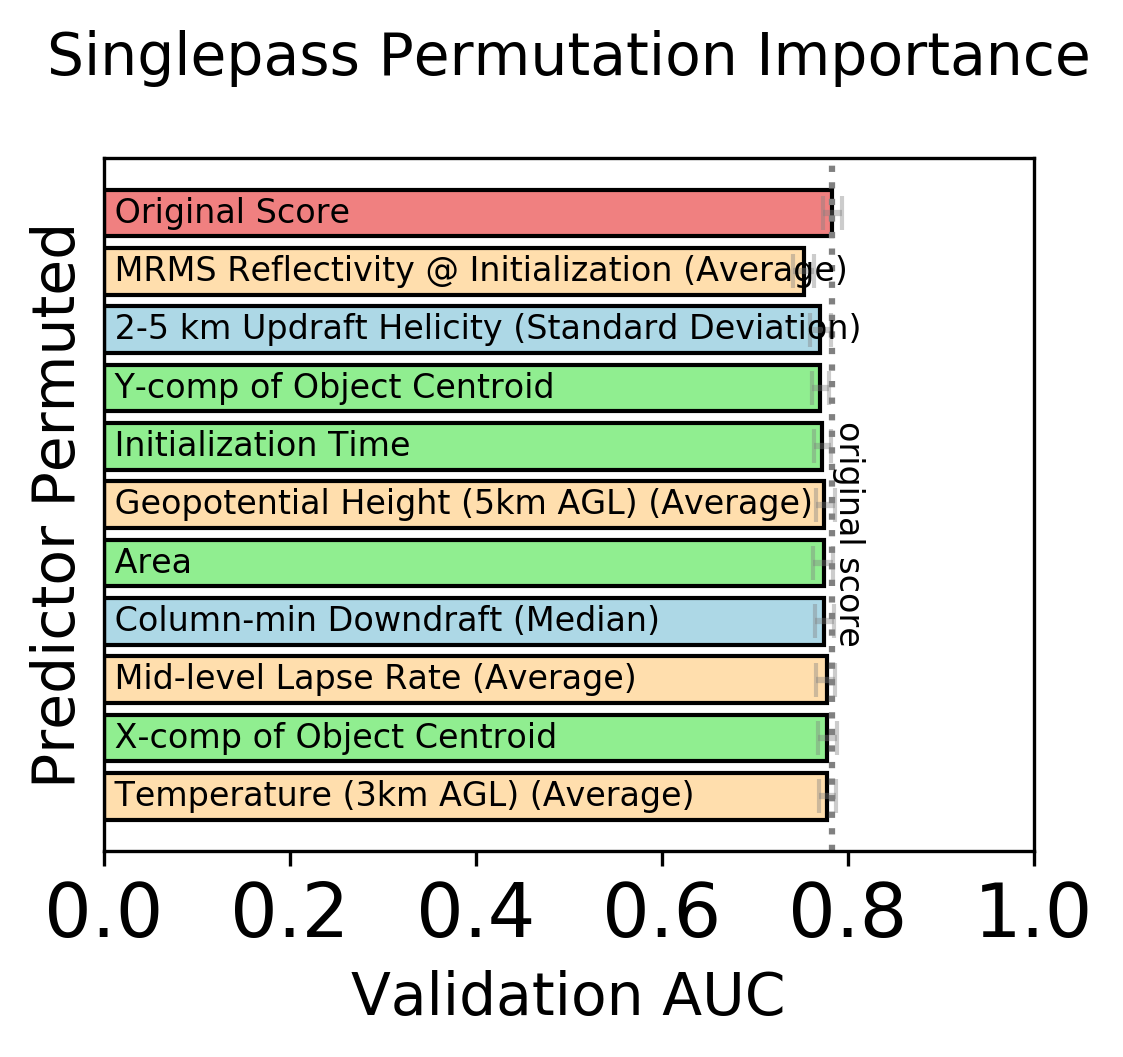 Singlepass Permutation Importance
Predictor Permuted
Original Score
MRMS Reflectivity @ Initialization (Average)
2-5 km Updraft Helicity (Standard Deviation)
Y-comp of Object Centroid
Initialization Time
Geopotential Height (5km AGL) (Average)
Area
Column-min Downdraft (Median)
Mid-level Lapse Rate (Average)
X-comp of Object Centroid
Temperature (3km AGL) (Average)
original score
0.0 0.2 0.4 0.6 0.8 1.0
Validation AUC